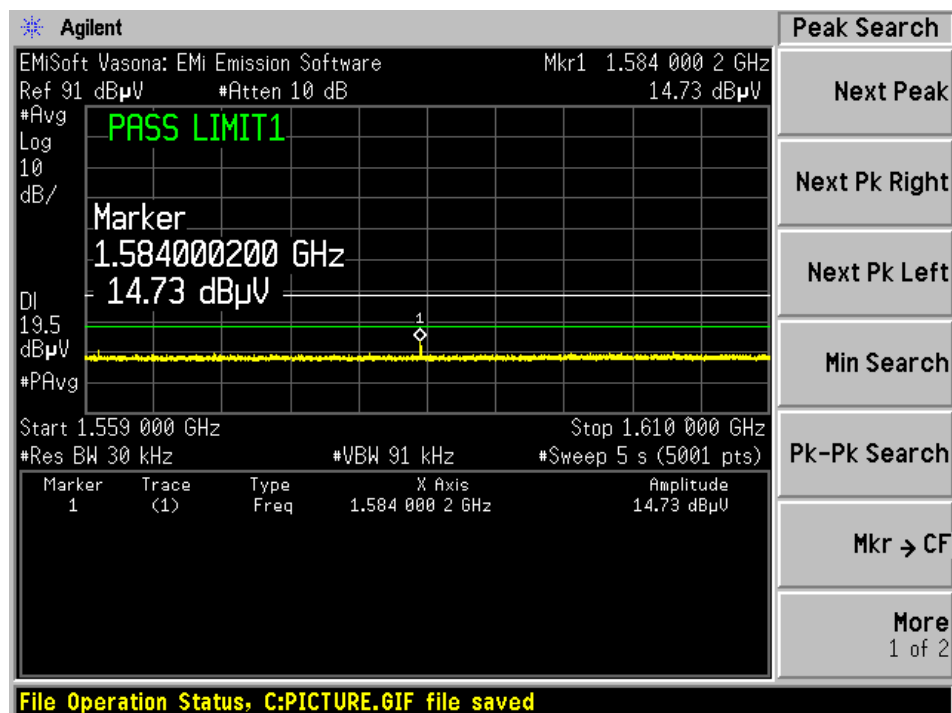 Agilent
Peak Search
EMiSoft Vasona: EMi Emission Software
Mkr1 1.584 000 2 GHz
Ref 91 dBµV #Atten 10 dB 14.73 dBµV
#Avg
Log
10
dB/
PASS LIMIT1
Marker
1.584000200 GHz
14.73 dBµV
DI
19.5
dBµV
#PAvg
1
Start 1.559 000 GHz Stop 1.610 000 GHz
#Res BW 30 kHz #VBW 91 kHz #Sweep 5 s (5001 pts)
Marker Trace Type X Axis Amplitude
1 (1) Freq 1.584 000 2 GHz 14.73 dBµV
Next Peak
Next Pk Right
Next Pk Left
Min Search
Pk-Pk Search
Mkr → CF
More
1 of 2
File Operation Status, C:PICTURE.GIF file saved